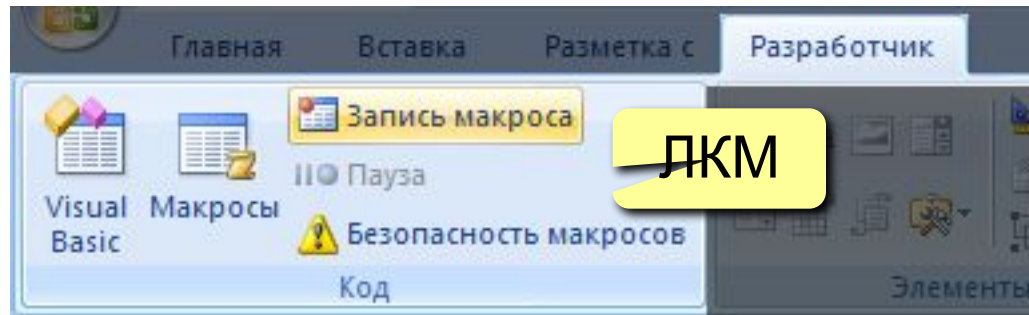 Главная Вставка Разметка с Разработчик
Запись макроса
ЛКМ
Пауза
Visual Basic
Макросы
Безопасность макросов
Код
Элементы